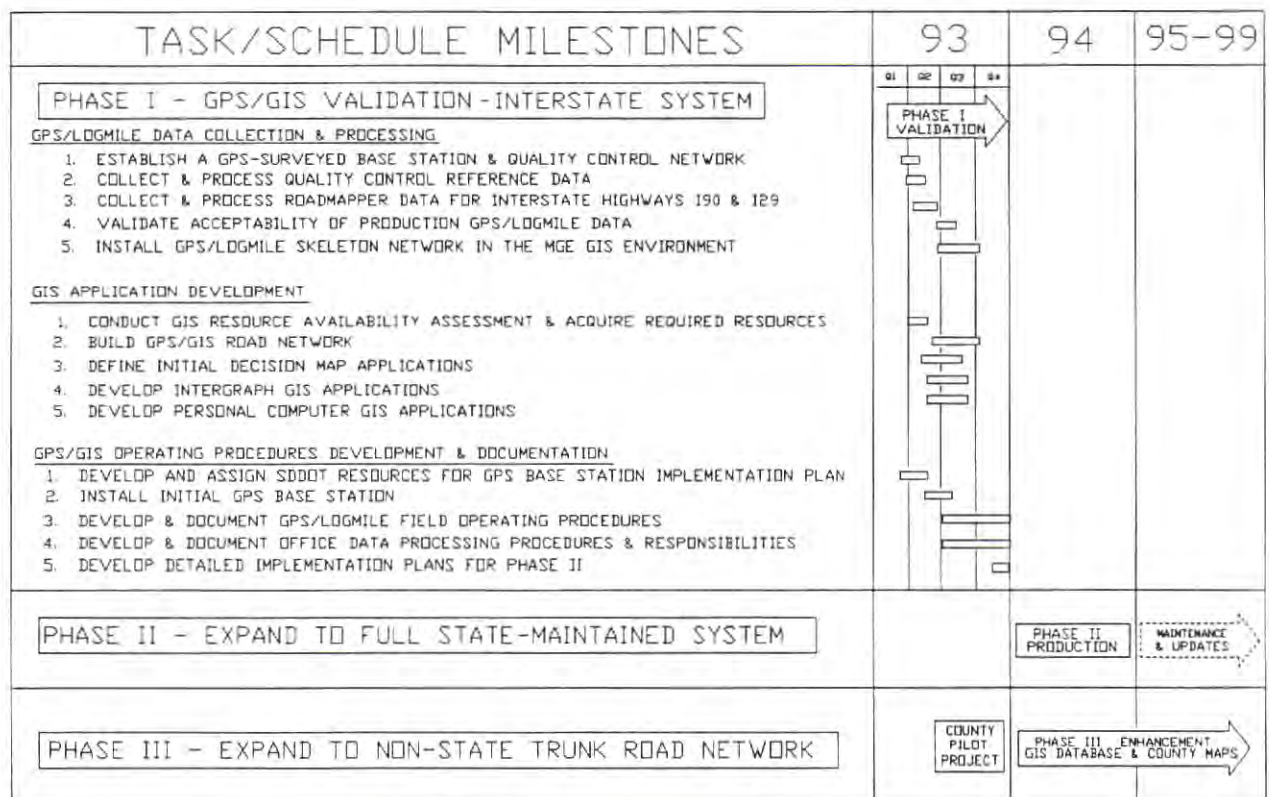 TASK/SCHEDULE MILESTONES 93 94 95-99
Q1 Q2 Q3 Q4
PHASE I - GPS/GIS VALIDATION-INTERSTATE SYSTEM
PHASE I
VALIDATION
GPS/LOGMILE DATA COLLECTION & PROCESSING
1. ESTABLISH A GPS-SURVEYED BASE STATION & QUALITY CONTROL NETWORK
2. COLLECT & PROCESS QUALITY CONTROL REFERENCE DATA
3. COLLECT & PROCESS ROADMAPPER DATA FOR INTERSTATE HIGHWAYS I90 & I29
4. VALIDATE ACCEPTABILITY OF PRODUCTION GPS/LOGMILE DATA
5. INSTALL GPS/LOGMILE SKELETON NETWORK IN THE MGE GIS ENVIRONMENT
GIS APPLICATION DEVELOPMENT
1. CONDUCT GIS RESOURCE AVAILABILITY ASSESSMENT & ACQUIRE REQUIRED RESOURCES
2. BUILD GPS/GIS ROAD NETWORK
3. DEFINE INITIAL DECISION MAP APPLICATIONS
4. DEVELOP INTERGRAPH GIS APPLICATIONS
5. DEVELOP PERSONAL COMPUTER GIS APPLICATIONS
GPS/GIS OPERATING PROCEDURES DEVELOPMENT & DOCUMENTATION
1. DEVELOP AND ASSIGN SDDOT RESOURCES FOR GPS BASE STATION IMPLEMENTATION PLAN
2. INSTALL INITIAL GPS BASE STATION
3. DEVELOP & DOCUMENT GPS/LOGMILE FIELD OPERATING PROCEDURES
4. DEVELOP & DOCUMENT OFFICE DATA PROCESSING PROCEDURES & RESPONSIBILITIES
5. DEVELOP DETAILED IMPLEMENTATION PLANS FOR PHASE II
PHASE II - EXPAND TO FULL STATE-MAINTAINED SYSTEM
PHASE II
PRODUCTION
MAINTENANCE
& UPDATES
PHASE III - EXPAND TO NON-STATE TRUNK ROAD NETWORK
COUNTY
PILOT
PROJECT
PHASE III ENHANCEMENT
GIS DATABASE & COUNTY MAPS